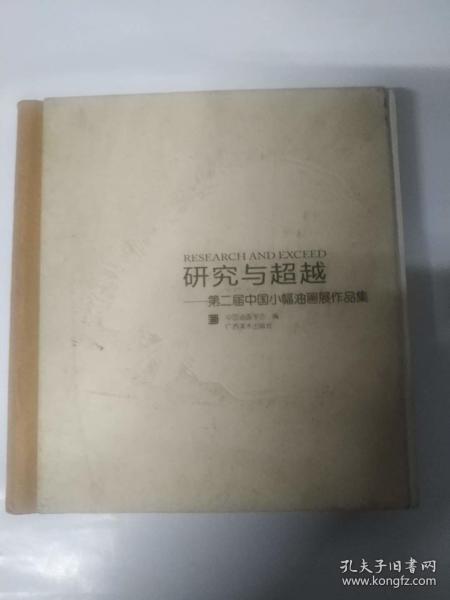 RESEARCH AND EXCEED
研究与超越
——第二届中国小幅油画展作品集
中国油画学会 编
广西美术出版社
孔夫子旧书网
www.kongfz.com